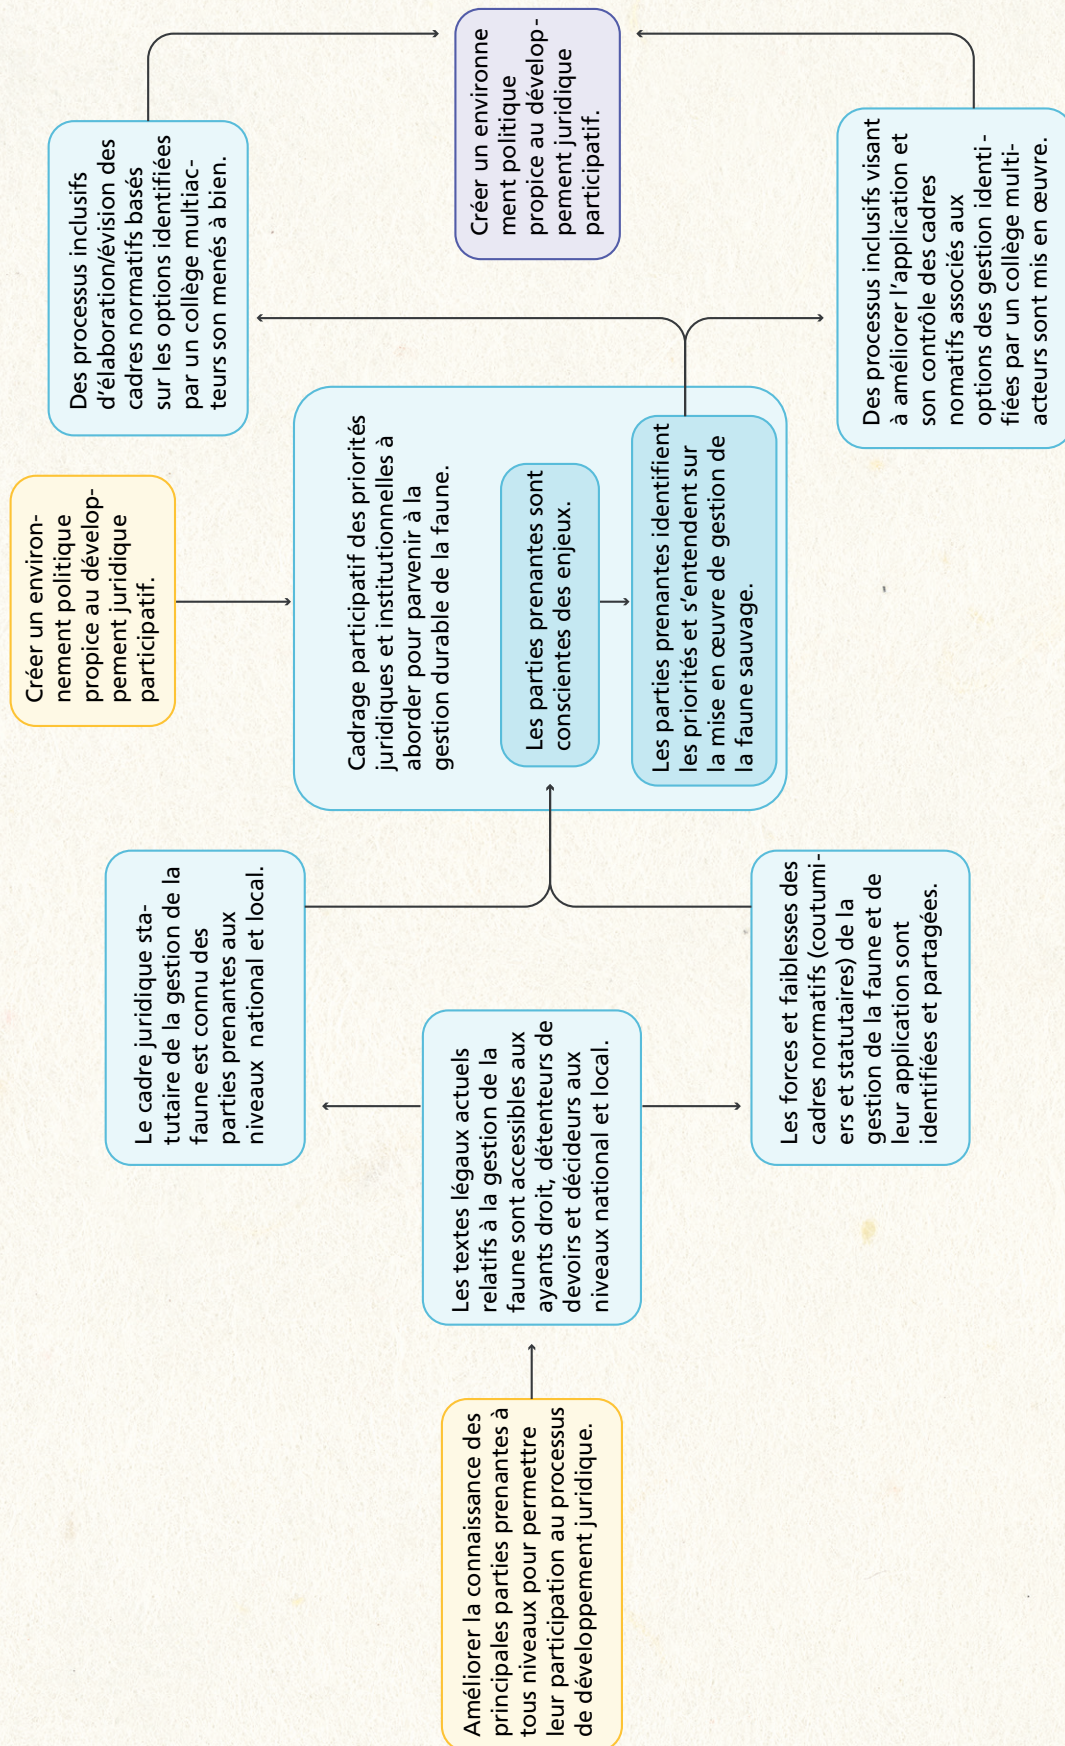 Améliorer la connaissance des
principales parties prenantes à
tous niveaux pour permettre
leur participation au processus
de développement juridique.
Les textes légaux actuels
relatifs à la gestion de la
faune sont accessibles aux
ayants droit, détenteurs de
devoirs et décideurs aux
niveaux national et local.
Le cadre juridique sta-
tutaire de la gestion de la
faune est connu des
parties prenantes aux
niveaux national et local.
Les forces et faiblesses des
cadres normatifs (coutumi-
ers et statutaires) de la
gestion de la faune et de
leur application sont
identifiées et partagées.
Créer un environ-
nement politique
propice au dévelop-
pement juridique
participatif.
Cadrage participatif des priorités
juridiques et institutionnelles à
aborder pour parvenir à la
gestion durable de la faune.
Les parties prenantes sont
conscientes des enjeux.
Les parties prenantes identifient
les priorités et s’entendent sur
la mise en œuvre de gestion de
la faune sauvage.
Des processus inclusifs
d’élaboration/évision des
cadres normatifs basés
sur les options identifiées
par un collège multiac-
teurs son menés à bien.
Des processus inclusifs visant
à améliorer l’application et
son contrôle des cadres
nomatifs associés aux
options des gestion identi-
fiées par un collège multi-
acteurs sont mis en œuvre.
Créer un environne
ment politique
propice au dévelop-
pement juridique
participatif.